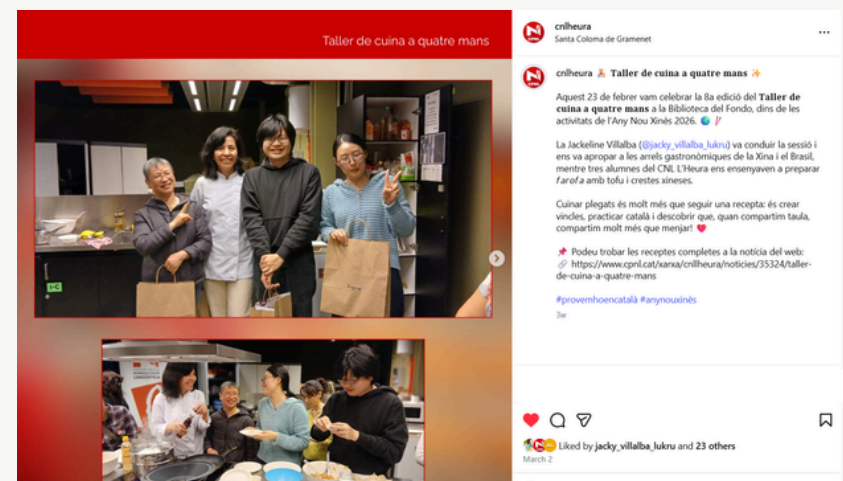 Taller de cuina a quatre mans
CPNL
cnlheura
Santa Coloma de Gramenet
CPNL
cnlheura 👩‍🍳 Taller de cuina a quatre mans ✨
Aquest 23 de febrer vam celebrar la 8a edició del Taller de
cuina a quatre mans a la Biblioteca del Fondo, dins de les
activitats de l'Any Nou Xinès 2026. 🌏 🥢
La Jackeline Villalba (@jacky_villalba_lukru) va conduir la sessió i
ens va apropar a les arrels gastronòmiques de la Xina i el Brasil,
mentre tres alumnes del CNL L'Heura ens ensenyaven a preparar
farofa amb tofu i crestes xineses.
Cuinar plegats és molt més que seguir una recepta: és crear
vincles, practicar català i descobrir que, quan compartim taula,
compartim molt més que menjar! ❤️
📌 Podeu trobar les receptes completes a la notícia del web:
🔗 https://www.cpnl.cat/xarxa/cnllheura/noticies/35324/taller-
de-cuina-a-quatre-mans
#provemhoencatalà #anynouxinès
3w
Liked by jacky_villalba_lukru and 23 others
March 2